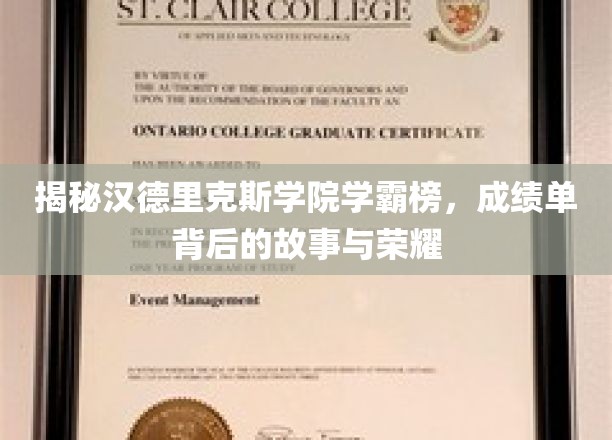 ST. CLAIR COLLEGE
OF APPLIED ARTS AND TECHNOLOGY
BY VIRTUE OF
THE AUTHORITY OF THE BOARD OF GOVERNORS AND
UPON THE RECOMMENDATION OF THE FACULTY AN
ONTARIO COLLEGE GRADUATE CERTIFICATE
HAS BEEN AWARDED TO
揭秘汉德里克斯学院学霸榜，成绩单
背后的故事与荣耀
ONE YEAR PROGRAM OF STUDY
Event Management